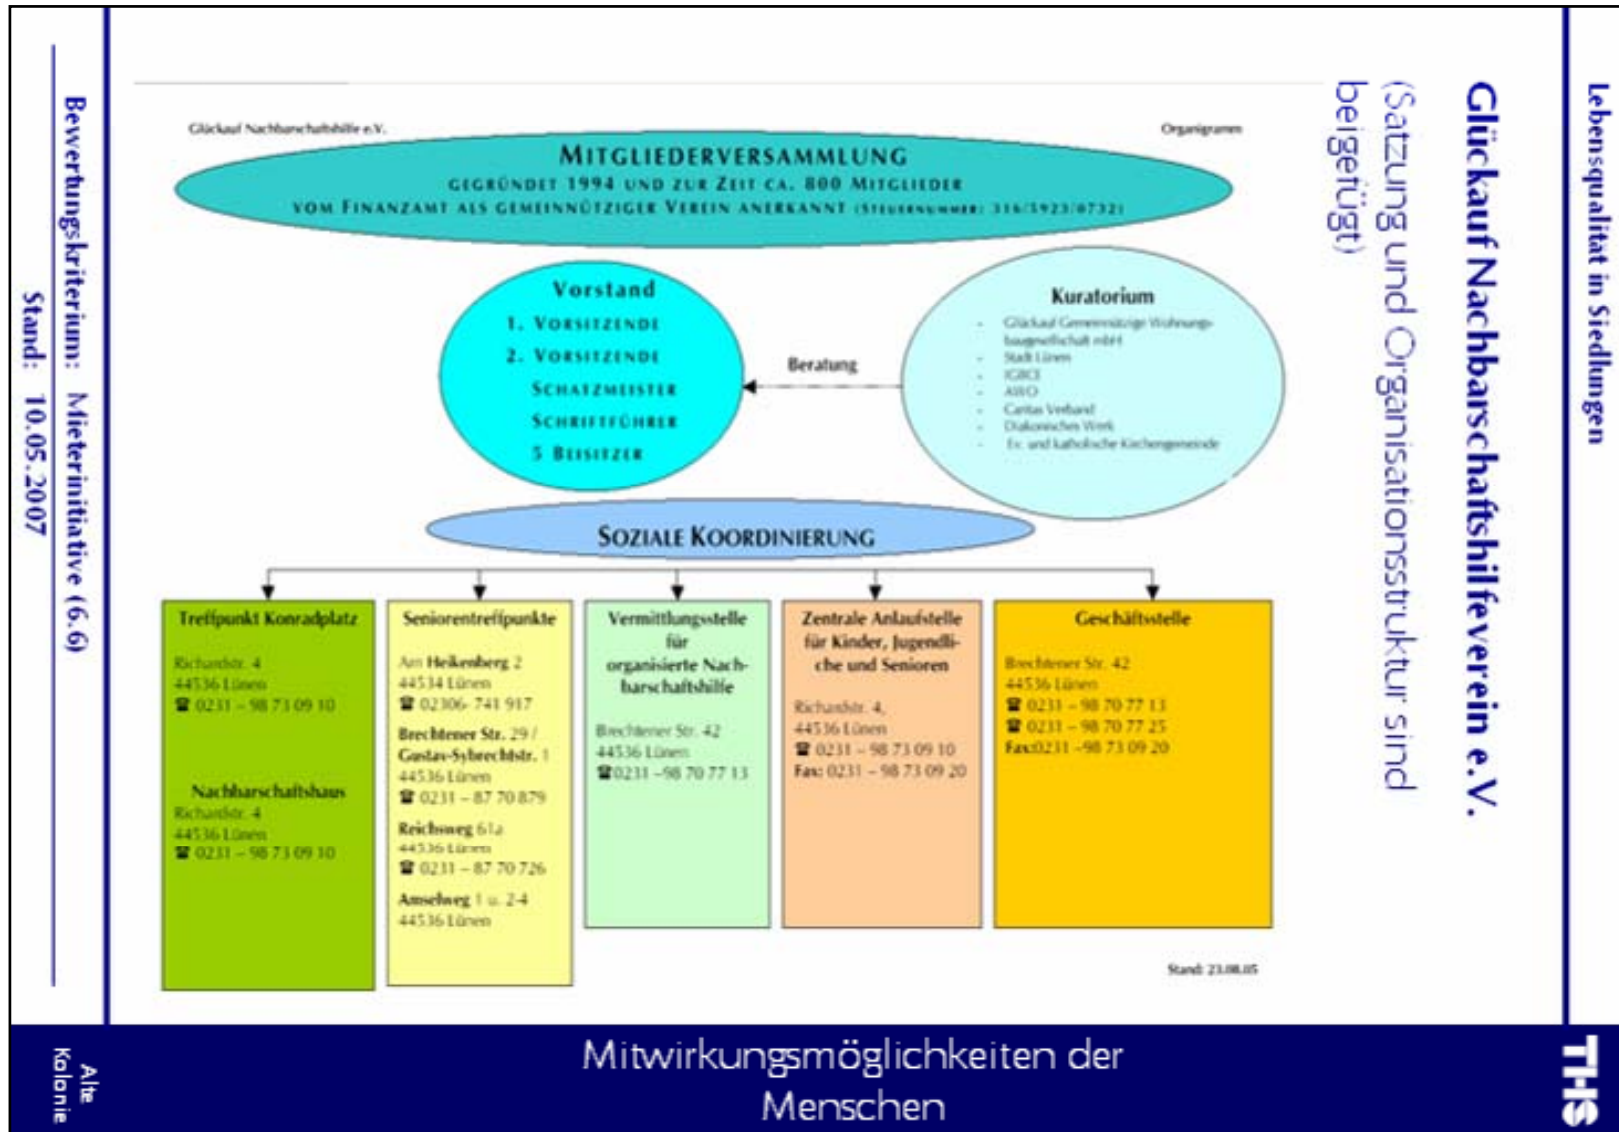 Lebensqualität in Siedlungen
Glückauf Nachbarschaftshilfeverein e.V.
(Satzung und Organisationsstruktur sind
beigefügt)
Glückauf Nachbarschaftshilfe e.V.
Organigramm
MITGLIEDERVERSAMMLUNG
GEGRÜNDET 1994 UND ZUR ZEIT CA. 800 MITGLIEDER
VOM FINANZAMT ALS GEMEINNÜTZIGER VEREIN ANERKANNT (STEUERNUMMER: 316/5923/0732)
Vorstand
1. VORSITZENDE
2. VORSITZENDE
SCHATZMEISTER
SCHRIFTFÜHRER
5 BEISITZER
Beratung
Kuratorium
- Glückauf Gemeinnützige Wohnungs-
baugesellschaft mbH
- Stadt Lünen
- IGBCE
- AWO
- Caritas Verband
- Diakonisches Werk
- Ev. und katholische Kirchengemeinde
SOZIALE KOORDINIERUNG
Treffpunkt Konradplatz
Richardstr. 4
44536 Lünen
☎ 0231 – 98 73 09 10
Nachbarschaftshaus
Richardstr. 4
44536 Lünen
☎ 0231 – 98 73 09 10
Seniorentreffpunkte
Am Heikenberg 2
44534 Lünen
☎ 02306- 741 917
Brechtener Str. 29 /
Gustav-Sybrechtstr. 1
44536 Lünen
☎ 0231 – 87 70 879
Reichsweg 61a
44536 Lünen
☎ 0231 – 87 70 726
Amselweg 1 u. 2-4
44536 Lünen
Vermittlungsstelle
für
organisierte Nach-
barschaftshilfe
Brechtener Str. 42
44536 Lünen
☎0231 –98 70 77 13
Zentrale Anlaufstelle
für Kinder, Jugendli-
che und Senioren
Richardstr. 4,
44536 Lünen
☎ 0231 – 98 73 09 10
Fax: 0231 – 98 73 09 20
Geschäftsstelle
Brechtener Str. 42
44536 Lünen
☎ 0231 – 98 70 77 13
☎ 0231 – 98 70 77 25
Fax:0231 –98 73 09 20
Stand: 23.08.05
Bewertungskriterium: Mieterinitiative (6.6)
Stand: 10.05.2007
Alte
Kolonie
Mitwirkungsmöglichkeiten der
Menschen
THS